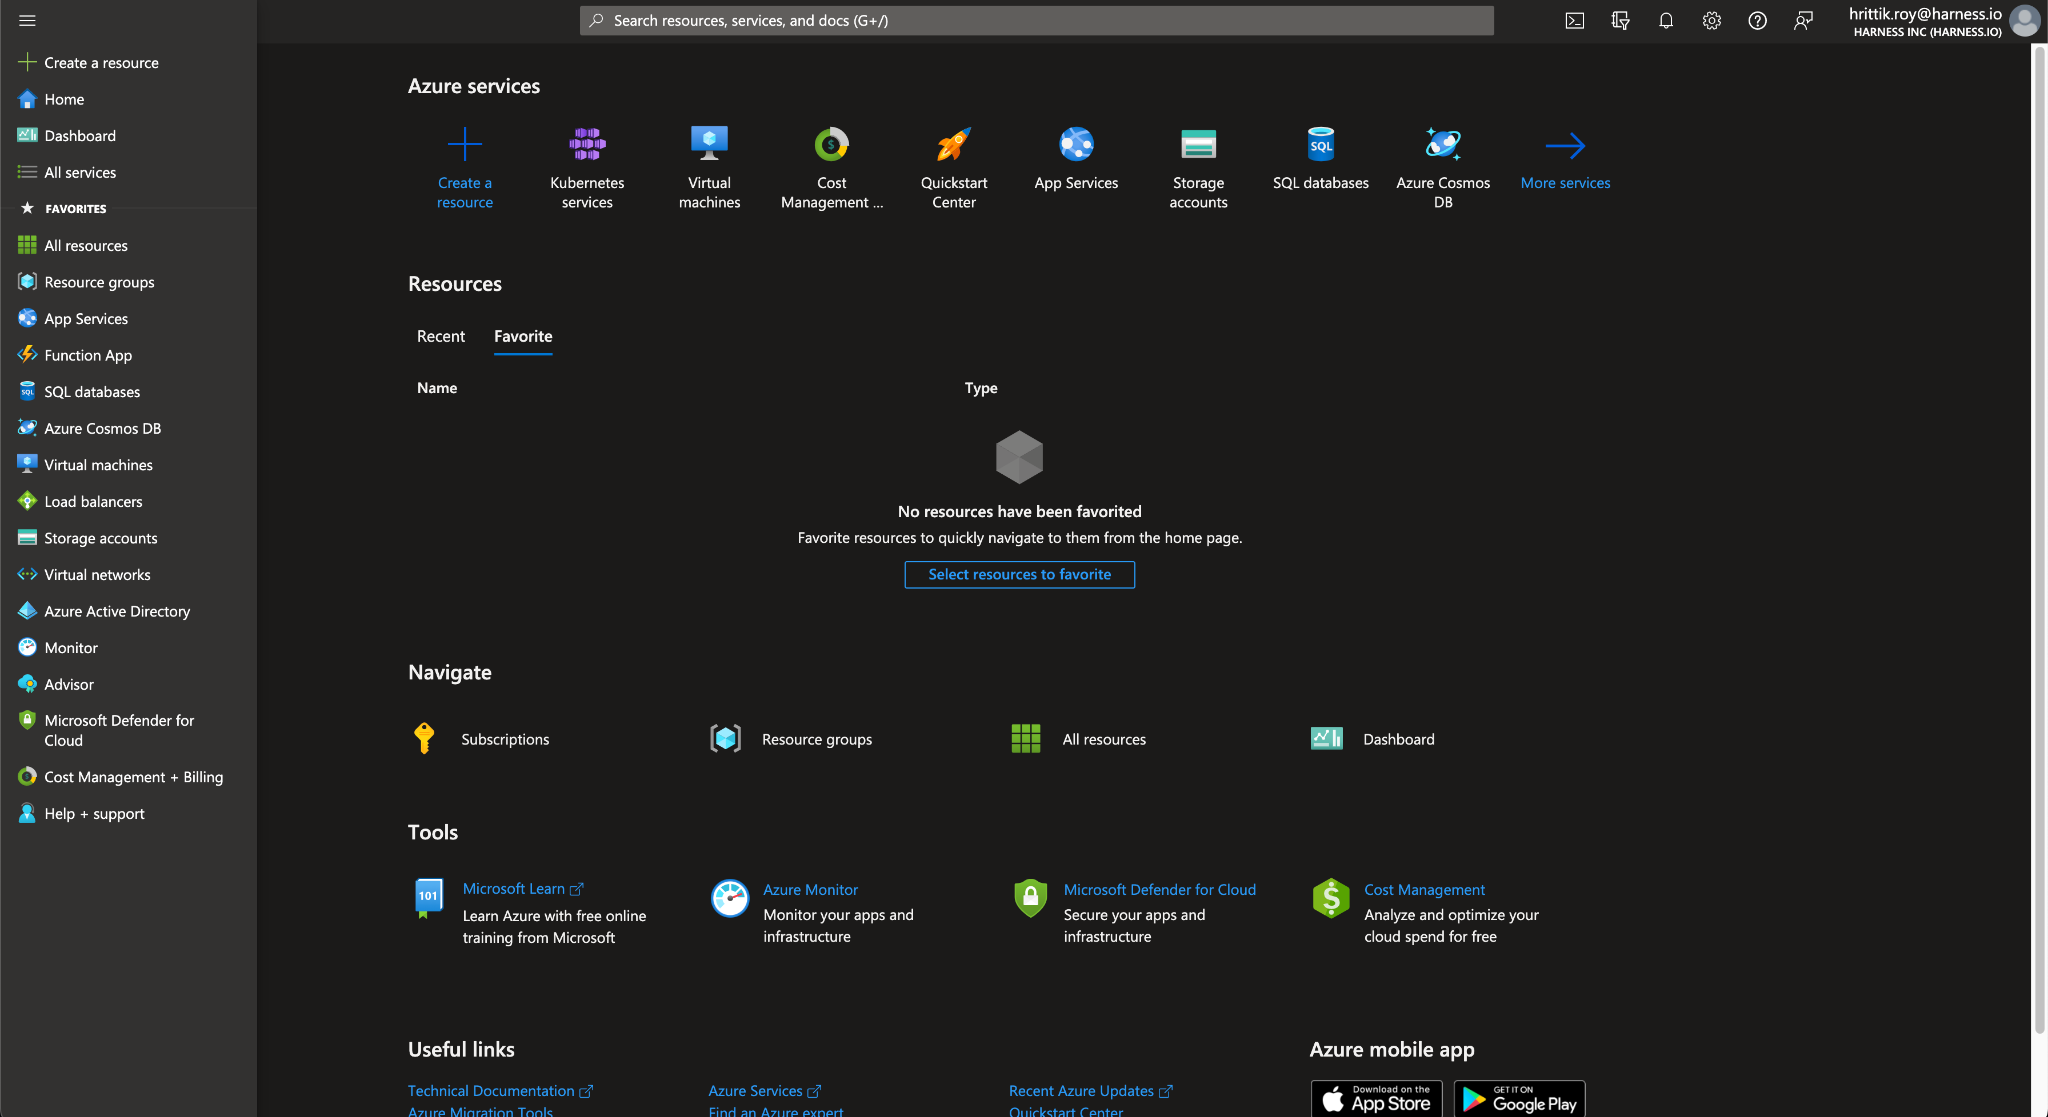 Search resources, services, and docs (G+/)
hrittik.roy@harness.io
HARNESS INC (HARNESS.IO)
Create a resource
Home
Dashboard
All services
FAVORITES
All resources
Resource groups
App Services
Function App
SQL databases
Azure Cosmos DB
Virtual machines
Load balancers
Storage accounts
Virtual networks
Azure Active Directory
Monitor
Advisor
Microsoft Defender for
Cloud
Cost Management + Billing
Help + support
Azure services
Create a
resource
Kubernetes
services
Virtual
machines
$
Cost
Management ...
Quickstart
Center
App Services
Storage
accounts
SQL
SQL databases
Azure Cosmos
DB
More services
Resources
Recent
Favorite
Name
Type
No resources have been favorited
Favorite resources to quickly navigate to them from the home page.
Select resources to favorite
Navigate
Subscriptions
Resource groups
All resources
Dashboard
Tools
101
Microsoft Learn
Learn Azure with free online
training from Microsoft
Azure Monitor
Monitor your apps and
infrastructure
Microsoft Defender for Cloud
Secure your apps and
infrastructure
$
Cost Management
Analyze and optimize your
cloud spend for free
Useful links
Technical Documentation
Azure Services
Recent Azure Updates
Azure Migration Tools
Find an Azure expert
Quickstart Center
Azure mobile app
Download on the
App Store
GET IT ON
Google Play